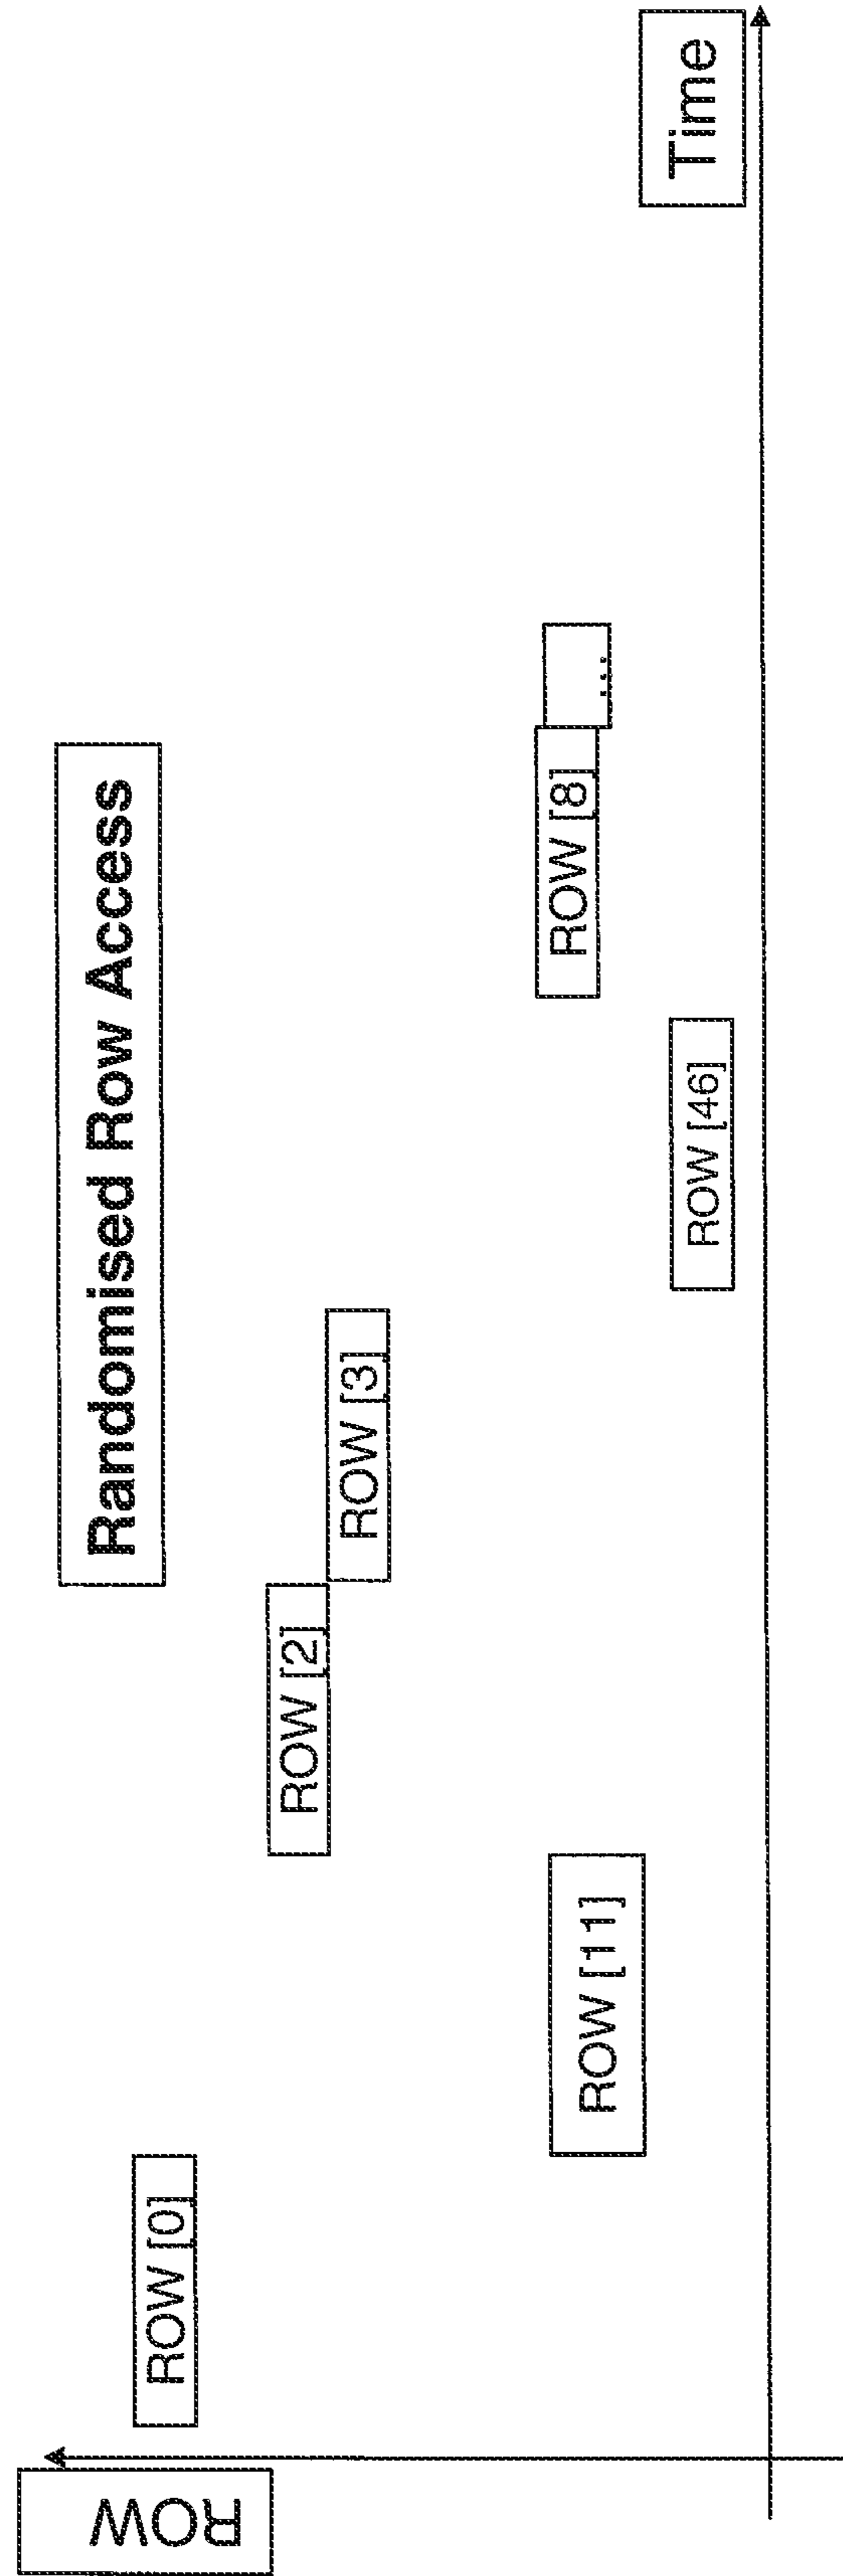 Randomised Row Access
ROW
ROW [0]
ROW [11]
ROW [2]
ROW [3]
ROW [46]
ROW [8]
...
Time